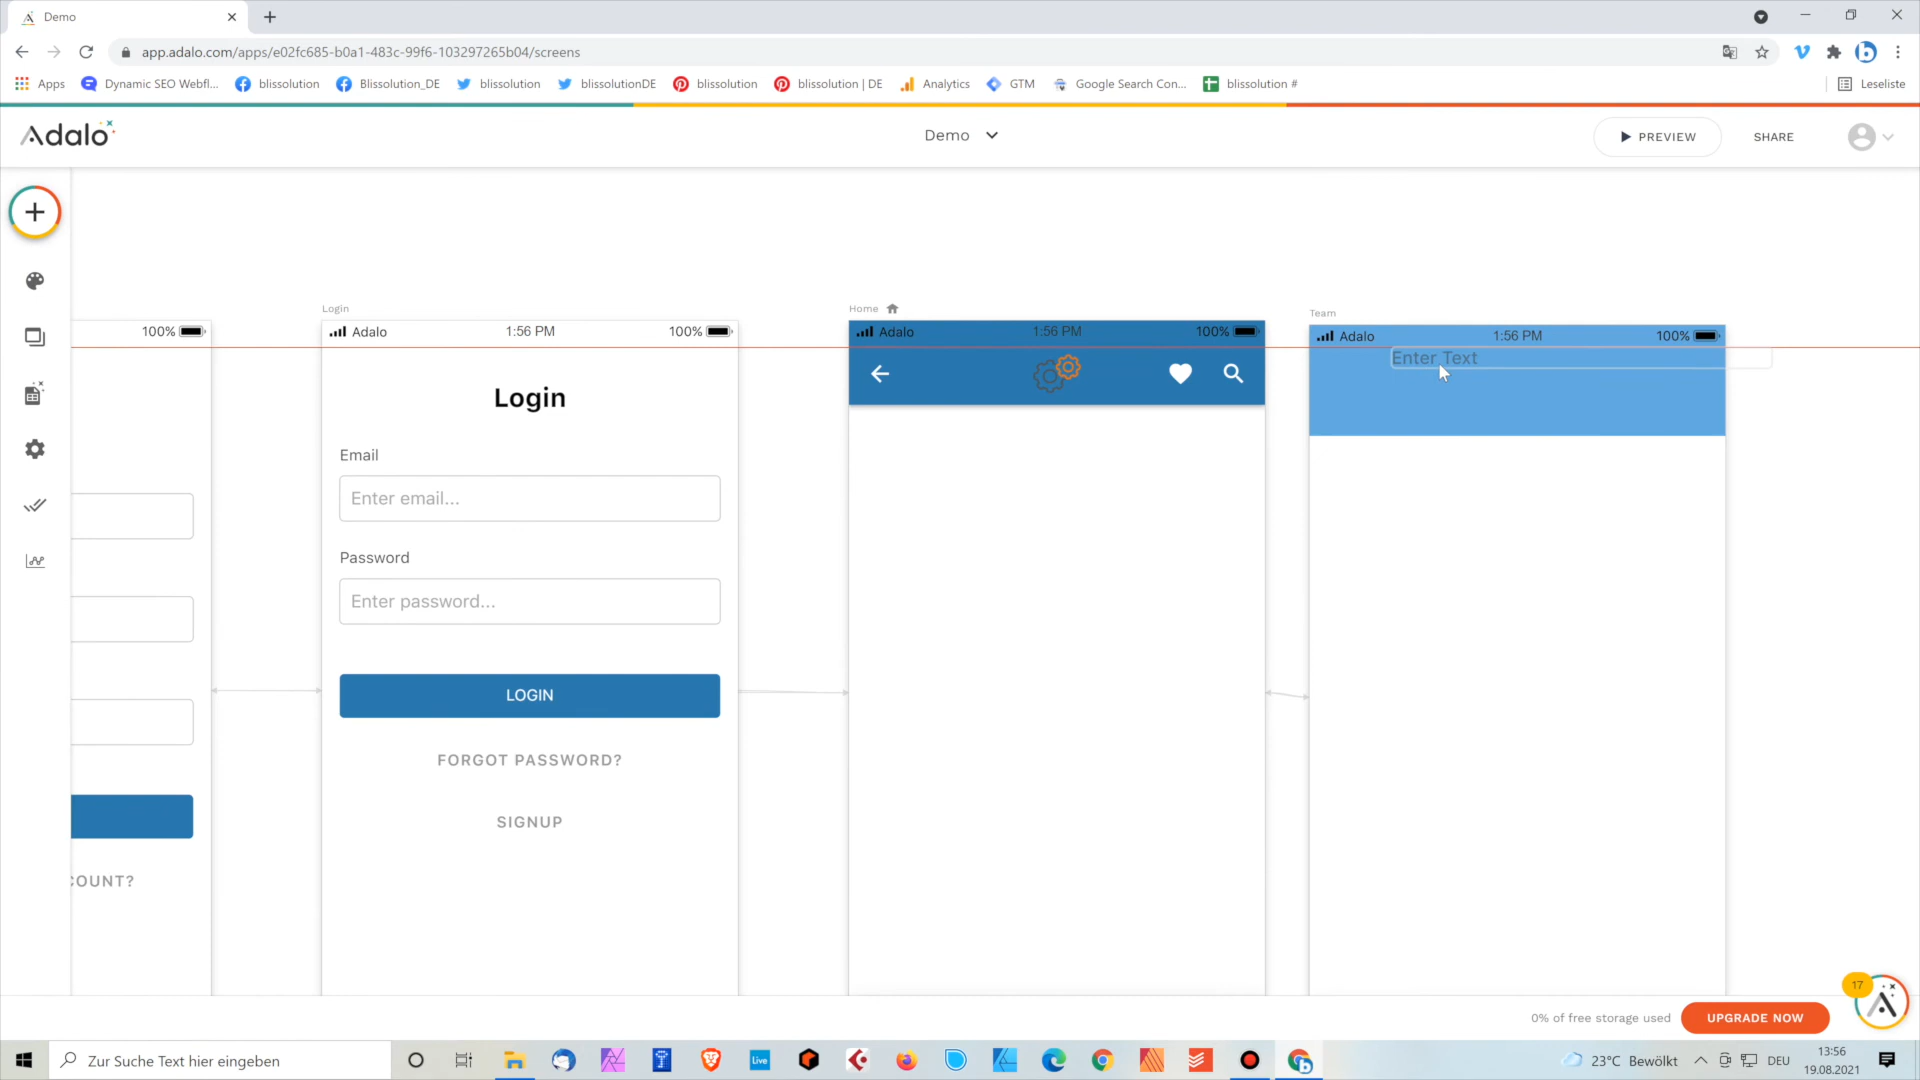 Demo
app.adalo.com/apps/e02fc685-b0a1-483c-99f6-103297265b04/screens
Apps
Dynamic SEO Webfl...
blissolution
Blissolution_DE
blissolution
blissolutionDE
blissolution
blissolution | DE
Analytics
GTM
Google Search Con...
blissolution #
Leseliste
Adalo
Demo
PREVIEW
SHARE
Login
Home
Team
100%
Adalo
1:56 PM
100%
Adalo
1:56 PM
100%
Adalo
1:56 PM
100%
Enter Text
Login
Email
Enter email...
Password
Enter password...
LOGIN
FORGOT PASSWORD?
SIGNUP
COUNT?
17
0% of free storage used
UPGRADE NOW
Zur Suche Text hier eingeben
Live
23°C Bewölkt
DEU
13:56
19.08.2021